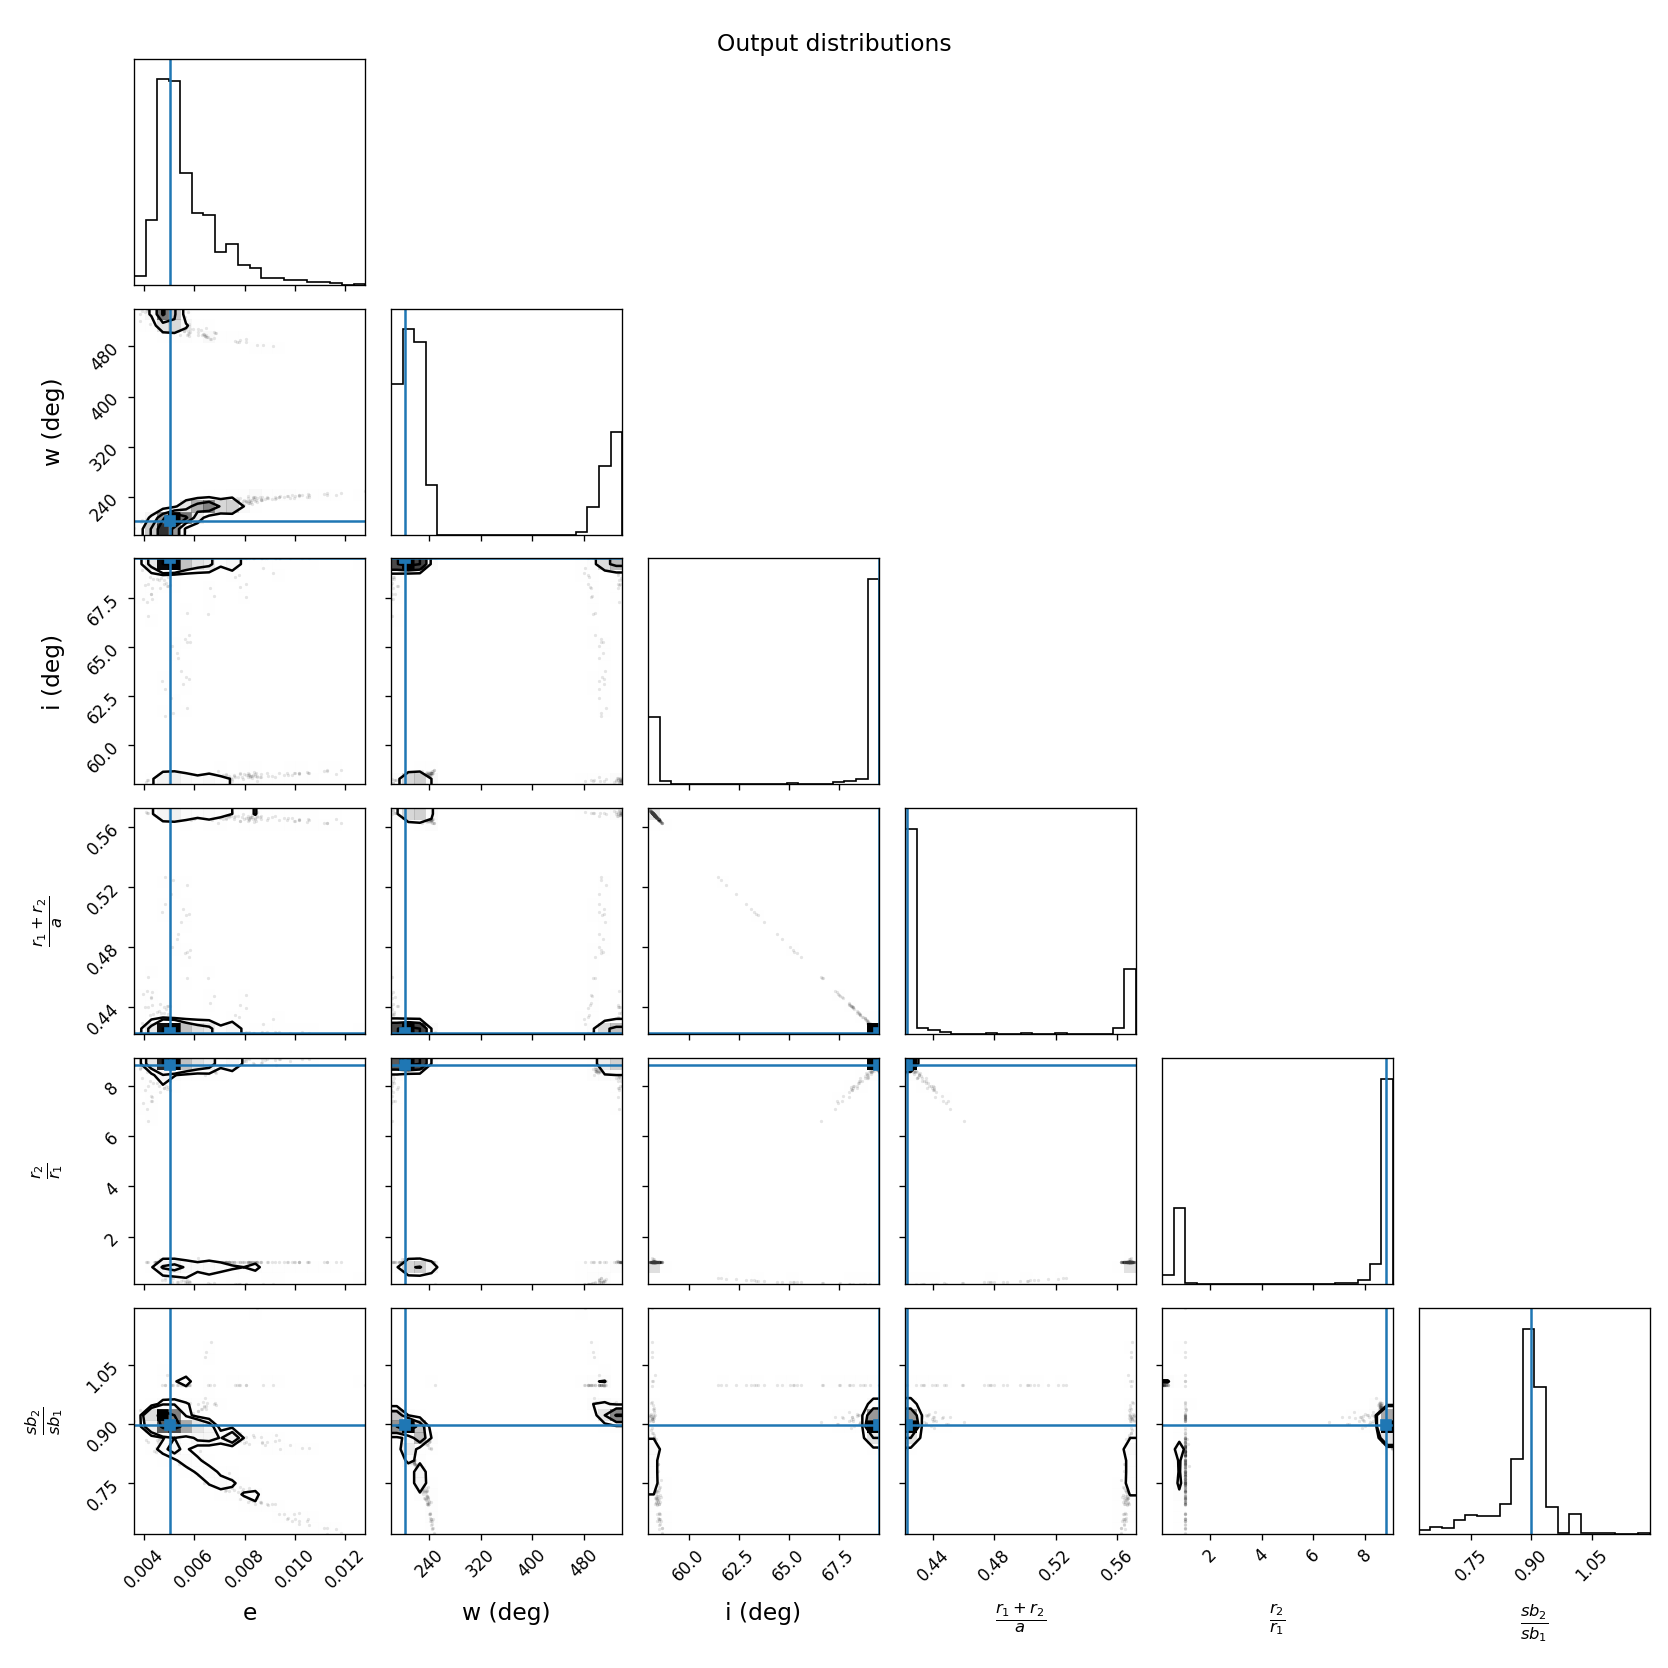 Output distributions
w (deg)
480
400
320
240
i (deg)
67.5
65.0
62.5
60.0
r₁ + r₂
a
0.56
0.52
0.48
0.44
r₂
r₁
8
6
4
2
sb₂
sb₁
1.05
0.90
0.75
0.004 0.006 0.008 0.010 0.012 240 320 400 480 60.0 62.5 65.0 67.5 0.44 0.48 0.52 0.56 2 4 6 8 0.75 0.90 1.05
e w (deg) i (deg)
r₁ + r₂ r₂ sb₂
a r₁ sb₁